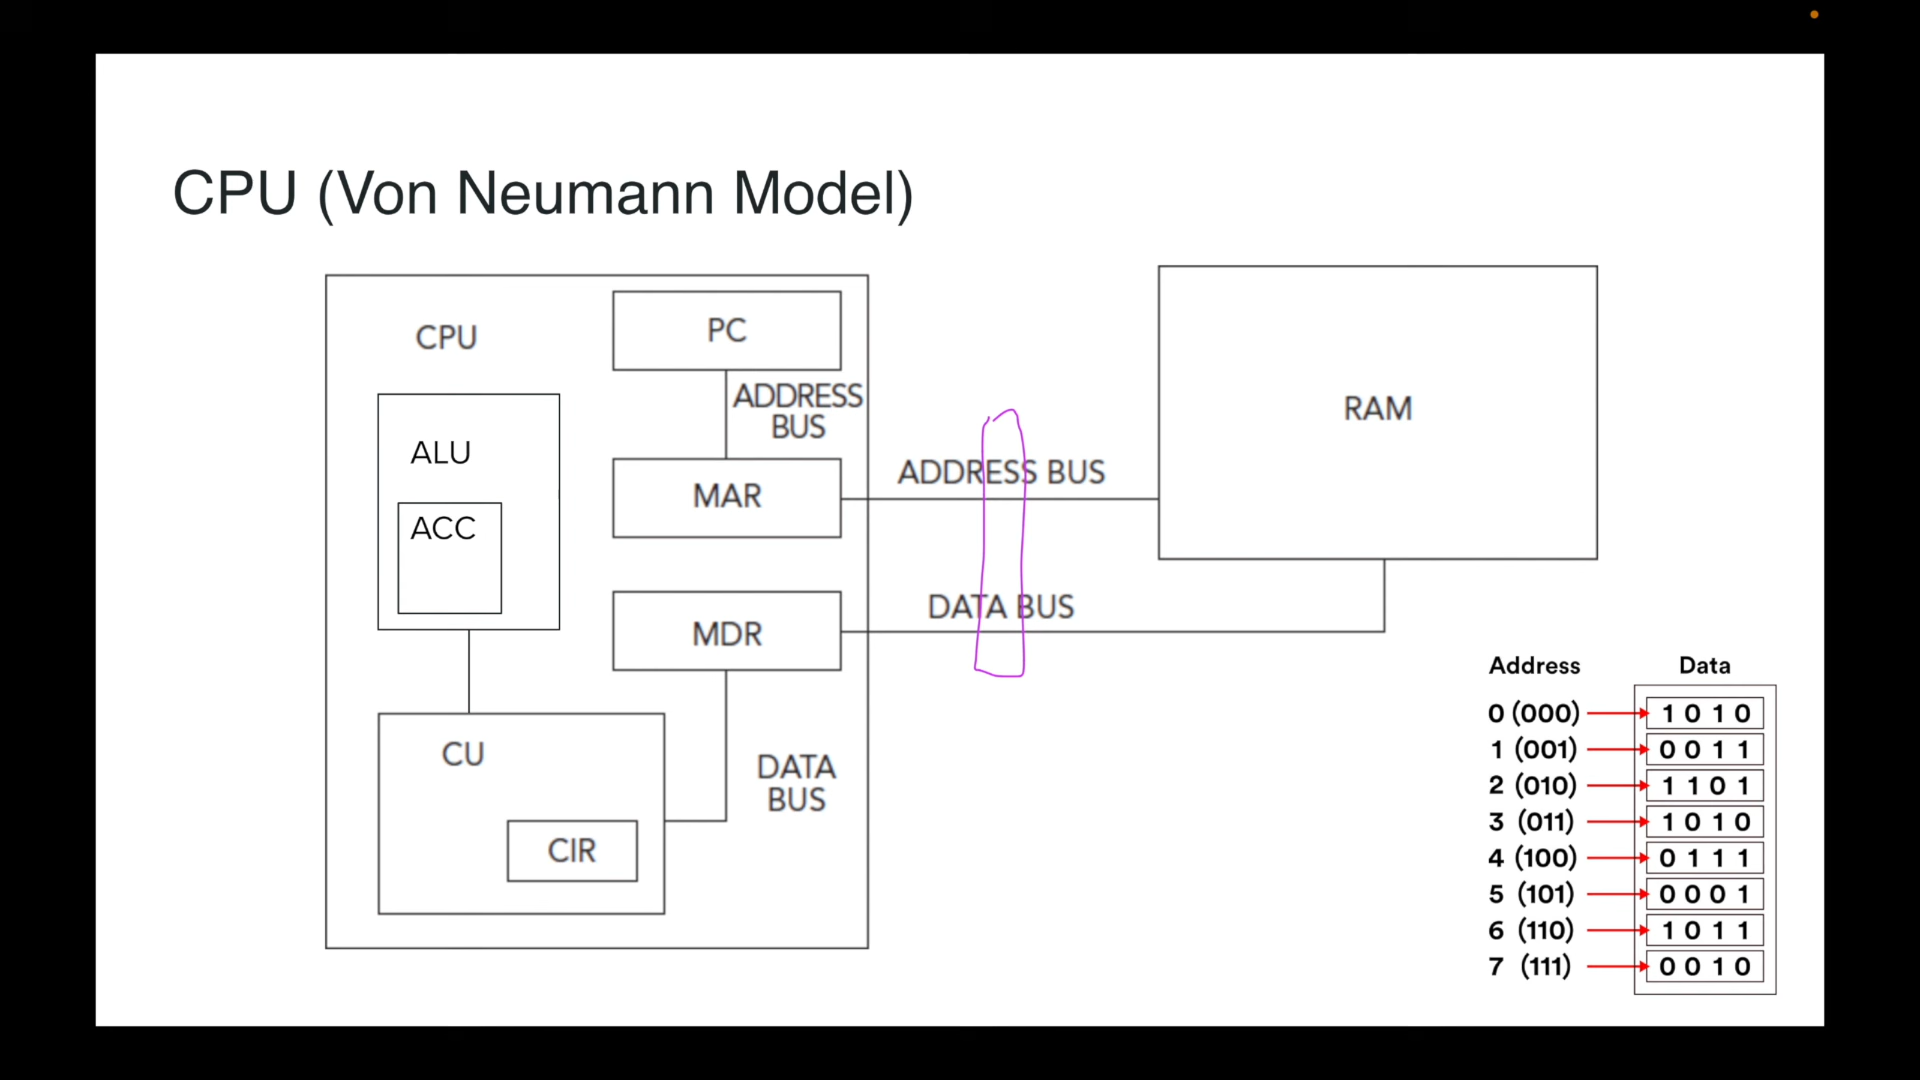 CPU (Von Neumann Model)
CPU
PC
ADDRESS
BUS
ALU
ACC
MAR
ADDRESS BUS
RAM
MDR
DATA BUS
CU
CIR
DATA
BUS
Address Data
0 (000) 1 0 1 0
1 (001) 0 0 1 1
2 (010) 1 1 0 1
3 (011) 1 0 1 0
4 (100) 0 1 1 1
5 (101) 0 0 0 1
6 (110) 1 0 1 1
7 (111) 0 0 1 0